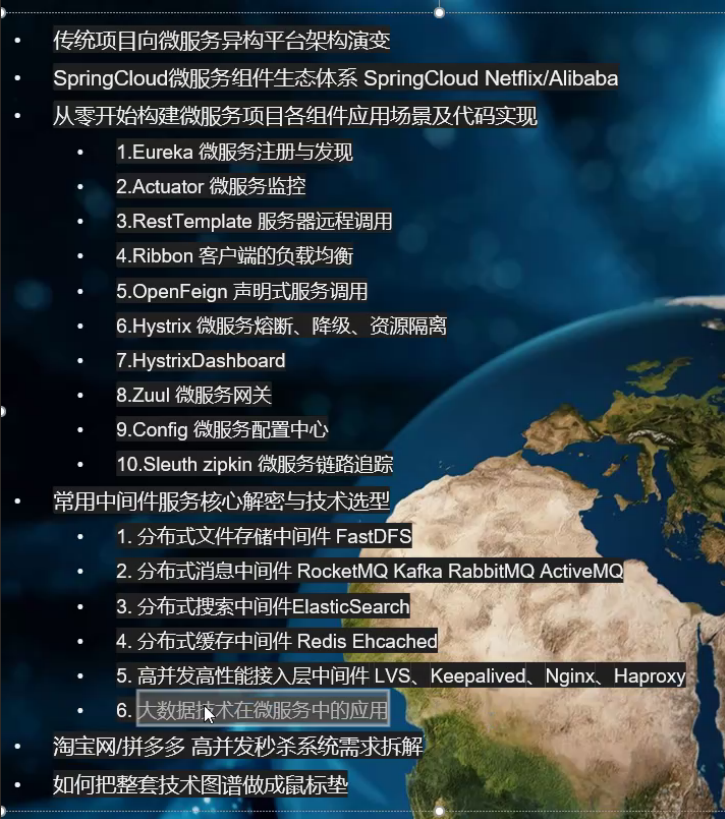 传统项目向微服务异构平台架构演变
SpringCloud微服务组件生态体系 SpringCloud Netflix/Alibaba
从零开始构建微服务项目各组件应用场景及代码实现
1.Eureka 微服务注册与发现
2.Actuator 微服务监控
3.RestTemplate 服务器远程调用
4.Ribbon 客户端的负载均衡
5.OpenFeign 声明式服务调用
6.Hystrix 微服务熔断、降级、资源隔离
7.HystrixDashboard
8.Zuul 微服务网关
9.Config 微服务配置中心
10.Sleuth zipkin 微服务链路追踪
常用中间件服务核心解密与技术选型
1. 分布式文件存储中间件 FastDFS
2. 分布式消息中间件 RocketMQ Kafka RabbitMQ ActiveMQ
3. 分布式搜索中间件ElasticSearch
4. 分布式缓存中间件 Redis Ehcached
5. 高并发高性能接入层中间件 LVS、Keepalived、Nginx、Haproxy
6. 大数据技术在微服务中的应用
淘宝网/拼多多 高并发秒杀系统需求拆解
如何把整套技术图谱做成鼠标垫